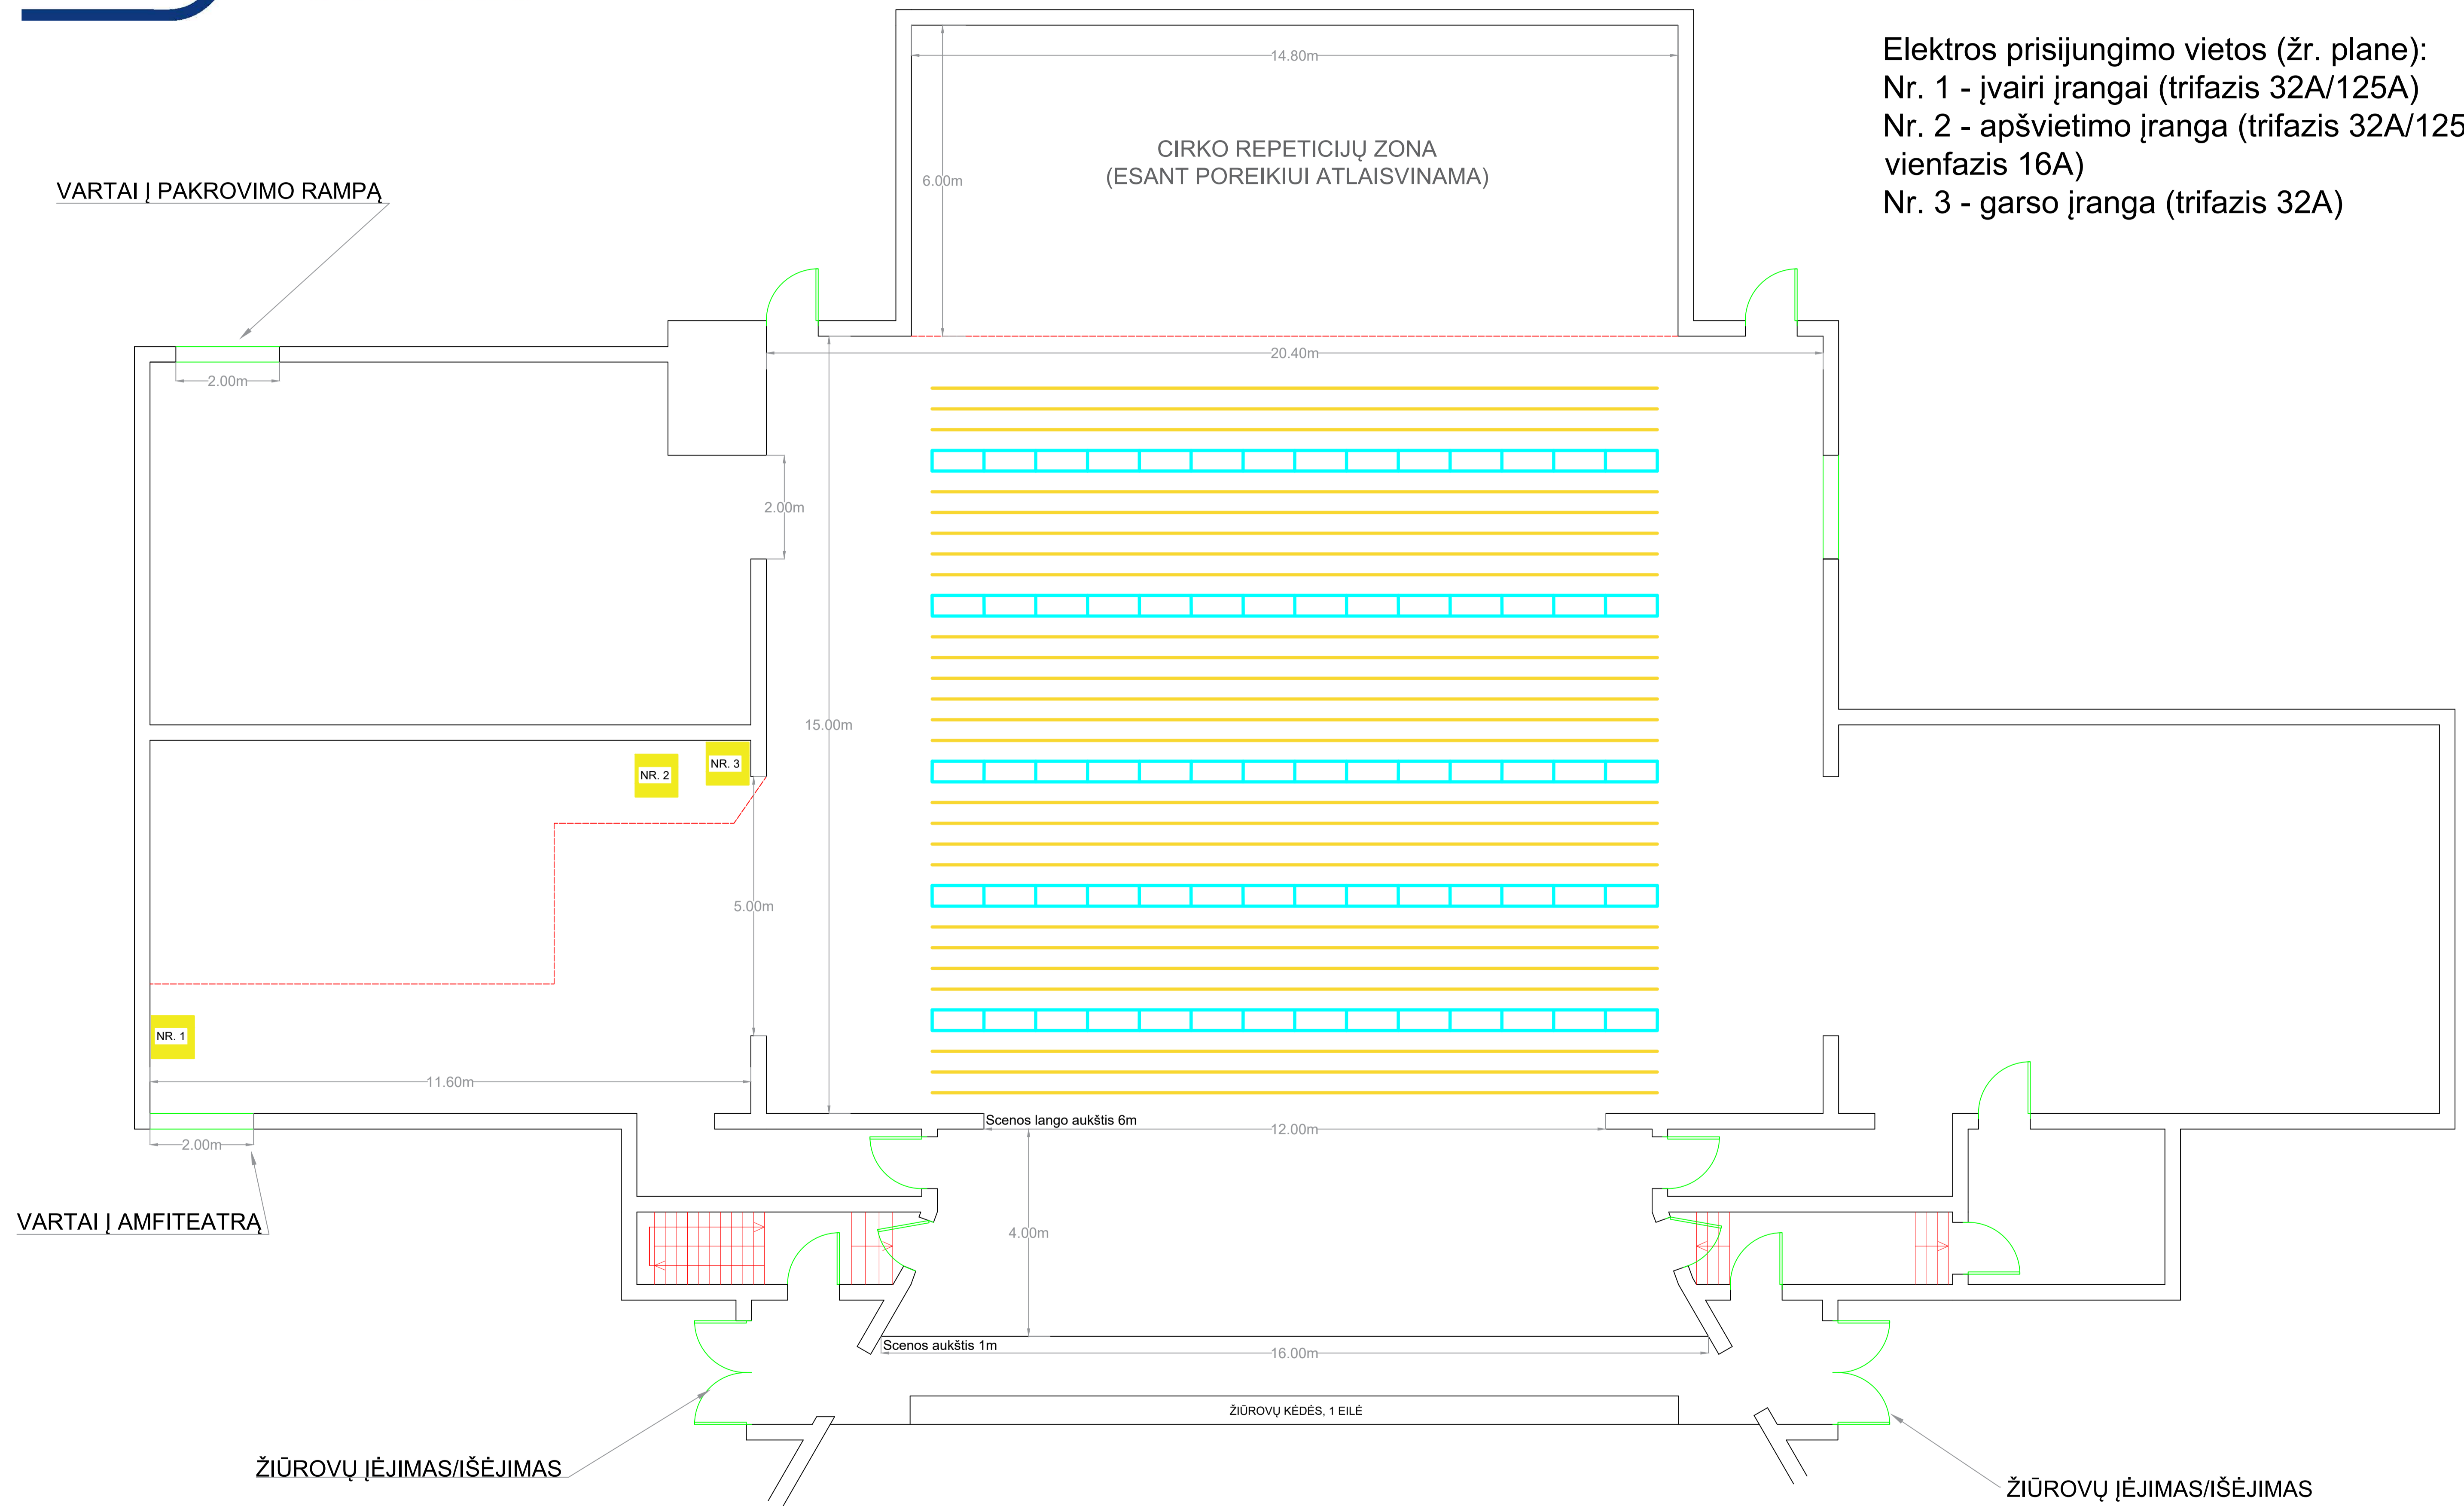 Elektros prisijungimo vietos (žr. plane):
Nr. 1 - įvairi įrangai (trifazis 32A/125A)
Nr. 2 - apšvietimo įranga (trifazis 32A/125
vienfazis 16A)
Nr. 3 - garso įranga (trifazis 32A)
14.80m
CIRKO REPETICIJŲ ZONA
(ESANT POREIKIUI ATLAISVINAMA)
6.00m
VARTAI Į PAKROVIMO RAMPĄ
20.40m
2.00m
2.00m
15.00m
NR. 3
NR. 2
5.00m
NR. 1
11.60m
Scenos lango aukštis 6m
12.00m
2.00m
VARTAI Į AMFITEATRĄ
4.00m
Scenos aukštis 1m
16.00m
ŽIŪROVŲ KĖDĖS, 1 EILĖ
ŽIŪROVŲ ĮĖJIMAS/IŠĖJIMAS
ŽIŪROVŲ ĮĖJIMAS/IŠĖJIMAS